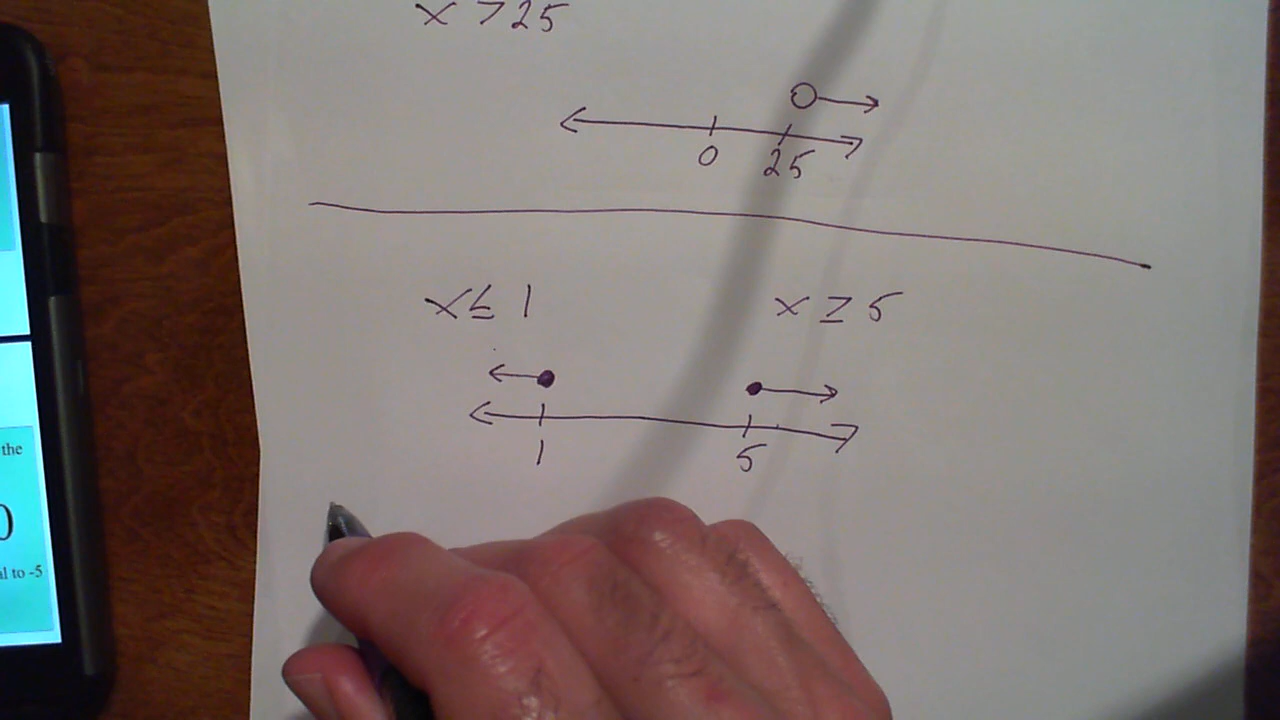 x > 25
0 25
x ≤ 1 x ≥ 5
1 5
the
0
al to -5